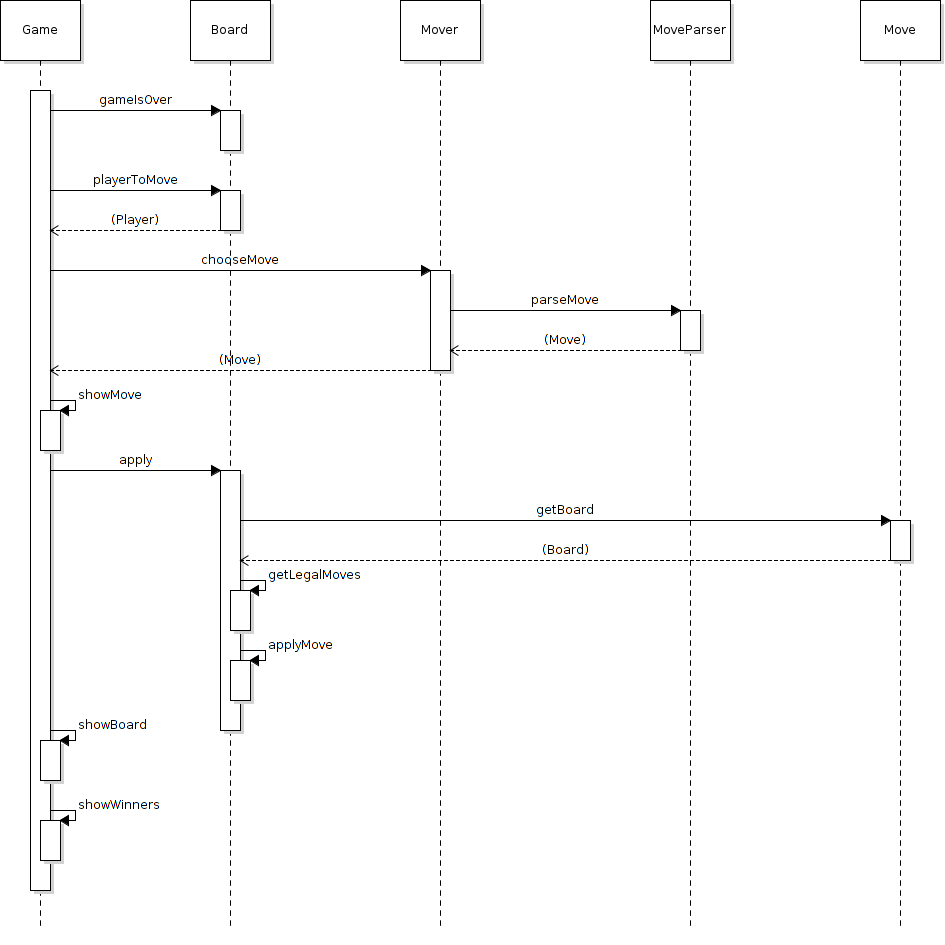 Game
Board
Mover
MoveParser
Move
gameIsOver
playerToMove
(Player)
chooseMove
parseMove
(Move)
(Move)
showMove
apply
getBoard
(Board)
getLegalMoves
applyMove
showBoard
showWinners